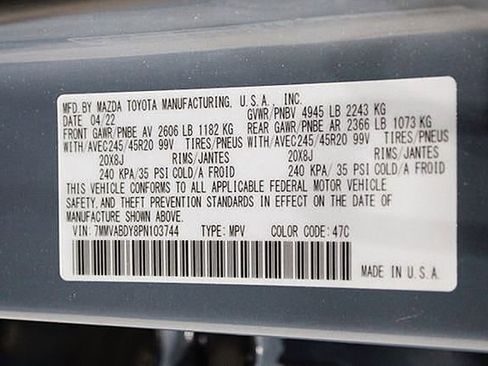 MFD. BY MAZDA TOYOTA MANUFACTURING, U.S.A., INC.
DATE 04/22 GVWR/PNBV 4945 LB 2243 KG
FRONT GAWR/PNBE AV 2606 LB 1182 KG REAR GAWR/PNBE AR 2366 LB 1073 KG
WITH/AVEC245/45R20 99V TIRES/PNEUS WITH/AVEC245/45R20 99V TIRES/PNEUS
20X8J RIMS/JANTES 20X8J RIMS/JANTES
240 KPA/ 35 PSI COLD/A FROID 240 KPA/ 35 PSI COLD/A FROID
THIS VEHICLE CONFORMS TO ALL APPLICABLE FEDERAL MOTOR VEHICLE
SAFETY, AND THEFT PREVENTION STANDARDS IN EFFECT ON THE DATE OF
MANUFACTURE SHOWN ABOVE.
VIN: 7MMVABDY8PN103744 TYPE: MPV COLOR CODE: 47C
MADE IN U.S.A.